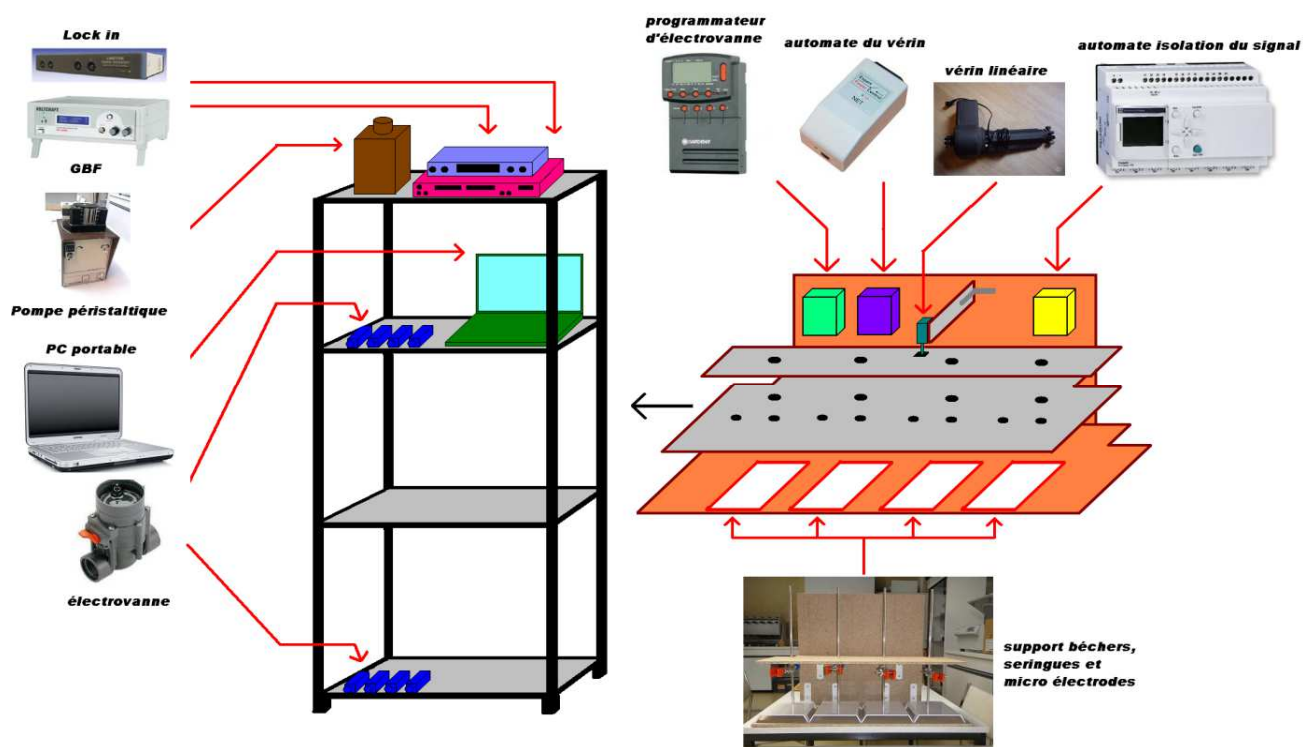 Lock in
GBF
Pompe péristaltique
PC portable
électrovanne
programmateur
d'électrovanne
automate du vérin
NET
vérin linéaire
automate isolation du signal
support béchers,
seringues et
micro électrodes